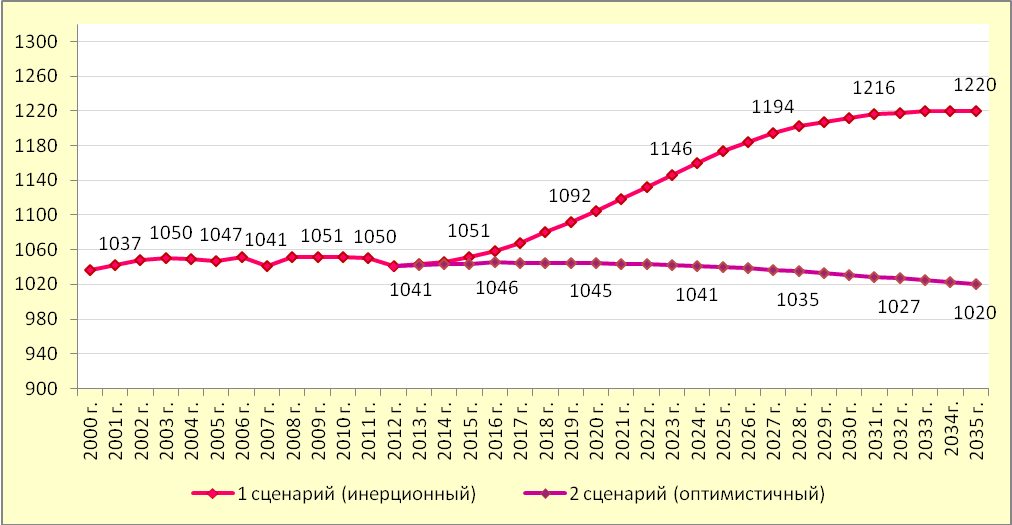 1300
1260
1220
1180
1140
1100
1060
1020
980
940
900
1037
1050
1047
1041
1051
1050
1051
1092
1146
1194
1216
1220
1041
1046
1045
1041
1035
1027
1020
2000 г.
2001 г.
2002 г.
2003 г.
2004 г.
2005 г.
2006 г.
2007 г.
2008 г.
2009 г.
2010 г.
2011 г.
2012 г.
2013 г.
2014 г.
2015 г.
2016 г.
2017 г.
2018 г.
2019 г.
2020 г.
2021 г.
2022 г.
2023 г.
2024 г.
2025 г.
2026 г.
2027 г.
2028 г.
2029 г.
2030 г.
2031 г.
2032 г.
2033 г.
2034г.
2035 г.
1 сценарий (инерционный)
2 сценарий (оптимистичный)